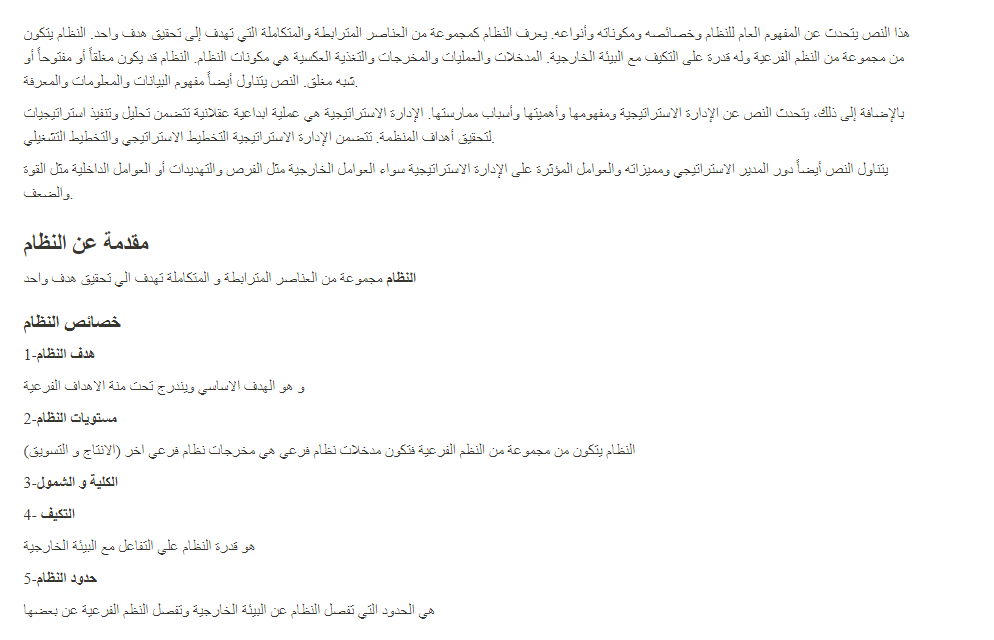 هذا النص يتحدث عن المفهوم العام للنظام وخصائصه ومكوناته وأنواعه. يعرف النظام كمجموعة من العناصر المترابطة والمتكاملة التي تهدف إلى تحقيق هدف واحد. النظام يتكون
من مجموعة من النظم الفرعية وله قدرة على التكيف مع البيئة الخارجية. المدخلات والعمليات والمخرجات والتغذية العكسية هي مكونات النظام. النظام قد يكون مغلقاً أو مفتوحاً أو
شبه مغلق. النص يتناول أيضاً مفهوم البيانات والمعلومات والمعرفة.
بالإضافة إلى ذلك، يتحدث النص عن الإدارة الاستراتيجية ومفهومها وأهميتها وأسباب ممارستها. الإدارة الاستراتيجية هي عملية ابداعية عقلانية تتضمن تحليل وتنفيذ استراتيجيات
لتحقيق أهداف المنظمة. تتضمن الإدارة الاستراتيجية التخطيط الاستراتيجي والتخطيط التشغيلي.
يتناول النص أيضاً دور المدير الاستراتيجي ومميزاته والعوامل المؤثرة على الإدارة الاستراتيجية سواء العوامل الخارجية مثل الفرص والتهديدات أو العوامل الداخلية مثل القوة
والضعف.
مقدمة عن النظام
النظام مجموعة من العناصر المترابطة و المتكاملة تهدف الي تحقيق هدف واحد
خصائص النظام
1-هدف النظام
و هو الهدف الاساسي ويندرج تحت منة الاهداف الفرعية
2-مستويات النظام
النظام يتكون من مجموعة من النظم الفرعية فتكون مدخلات نظام فرعي هي مخرجات نظام فرعي اخر (الانتاج و التسويق)
3-الكلية و الشمول
4- التكيف
هو قدرة النظام علي التفاعل مع البيئة الخارجية
5-حدود النظام
هي الحدود التي تفصل النظام عن البيئة الخارجية وتفصل النظم الفرعية عن بعضها